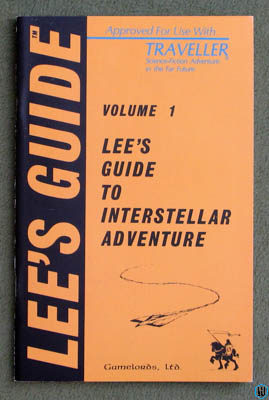 LEE'S GUIDE™
Approved For Use With
TRAVELLER®
Science-Fiction Adventure
in the Far Future
VOLUME 1
LEE'S
GUIDE
TO
INTERSTELLAR
ADVENTURE
Gamelords, Ltd.